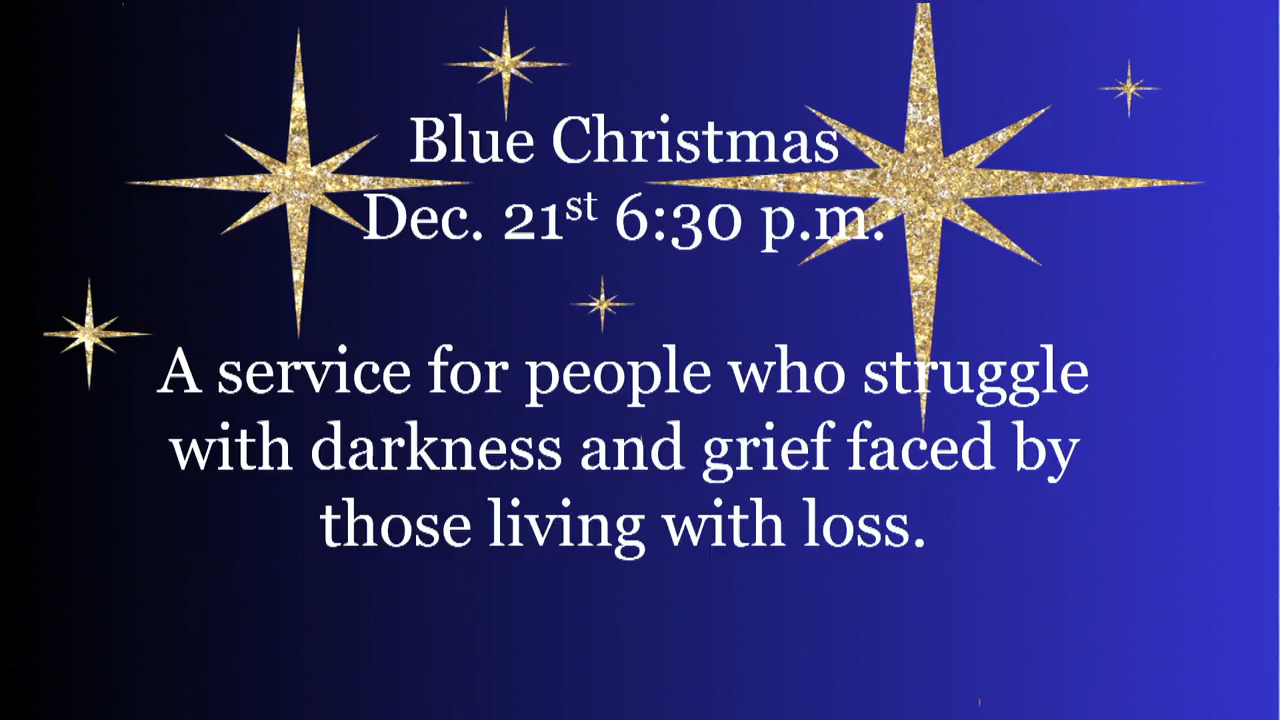 Blue Christmas
Dec. 21st 6:30 p.m.
A service for people who struggle
with darkness and grief faced by
those living with loss.